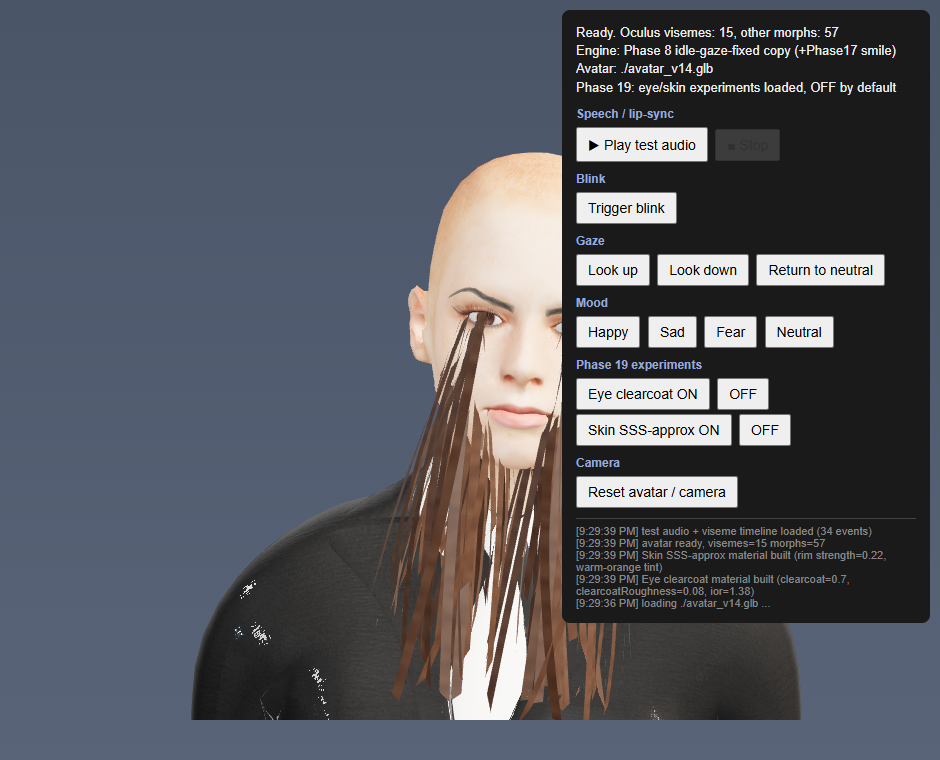 Ready. Oculus visemes: 15, other morphs: 57
Engine: Phase 8 idle-gaze-fixed copy (+Phase17 smile)
Avatar: ./avatar_v14.glb
Phase 19: eye/skin experiments loaded, OFF by default
Speech / lip-sync
▶ Play test audio
■ Stop
Blink
Trigger blink
Gaze
Look up
Look down
Return to neutral
Mood
Happy
Sad
Fear
Neutral
Phase 19 experiments
Eye clearcoat ON
OFF
Skin SSS-approx ON
OFF
Camera
Reset avatar / camera
[9:29:39 PM] test audio + viseme timeline loaded (34 events)
[9:29:39 PM] avatar ready, visemes=15 morphs=57
[9:29:39 PM] Skin SSS-approx material built (rim strength=0.22,
warm-orange tint)
[9:29:39 PM] Eye clearcoat material built (clearcoat=0.7,
clearcoatRoughness=0.08, ior=1.38)
[9:29:36 PM] loading ./avatar_v14.glb ...